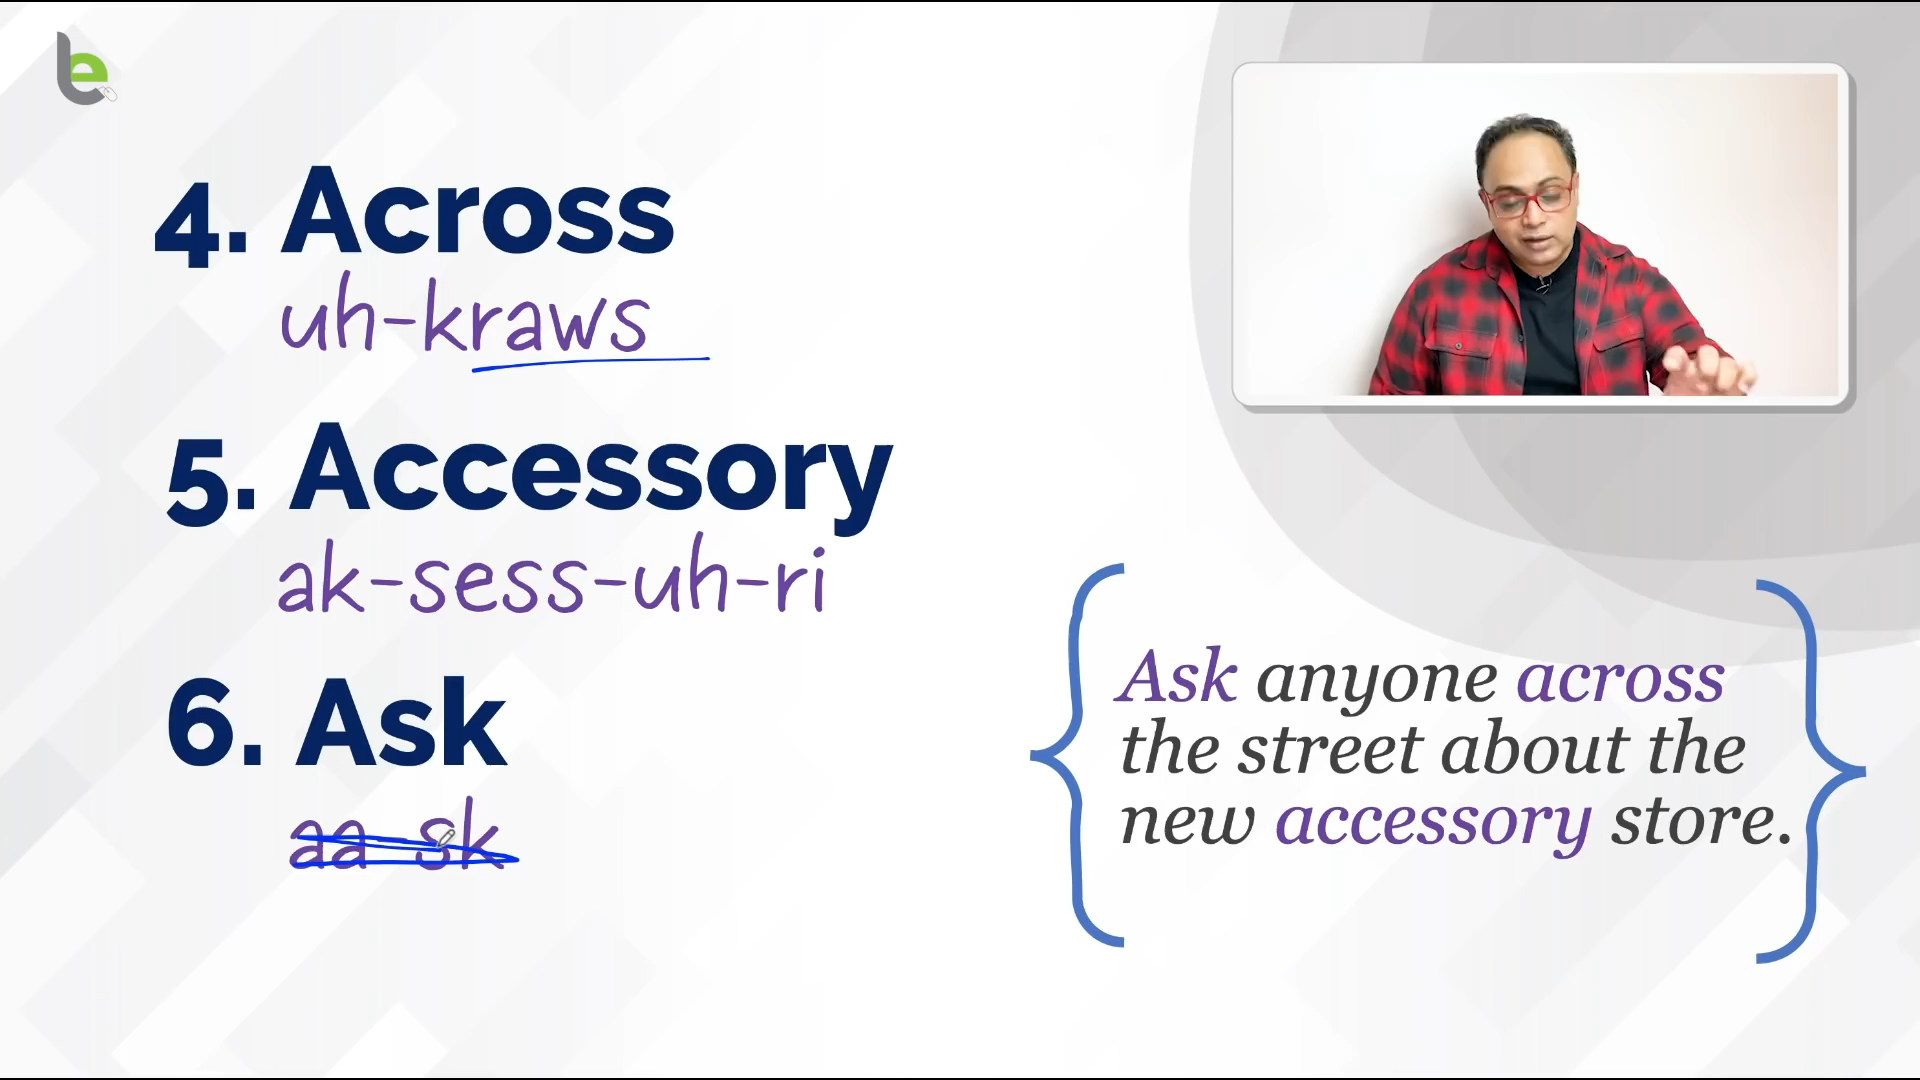 4. Across
uh-kraws
5. Accessory
ak-sess-uh-ri
6. Ask
aa sk
Ask anyone across
the street about the
new accessory store.